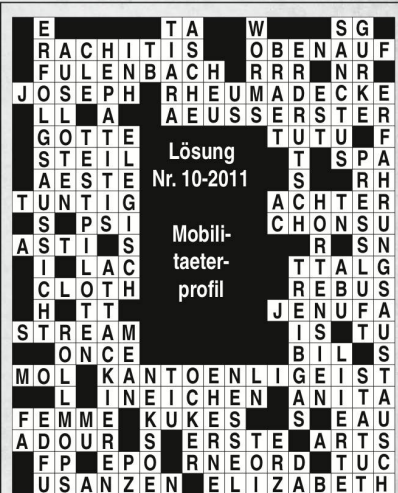 E TA W SG
RACHITIS OBENAUF
FULENBACH RRR NR
JOSEPH RHEUMADECKE
LL A AEUSSERSTER
GOTTE TUTU F
STEIL T SPA
AESTE S RH
TUNTIG ACHTER
S PSI CHONSU
ASTI S R SN
I LAC TTALG
CLOTH REBUS
H TT JENUFA
STREAM IS TU
ONCE BIL S
MOL KANTOENLIGEIST
L INEICHEN ANITA
FEMME KUKES S EAU
ADOUR S ERSTE ARTS
FP EPO RNEORD TUC
USANZEN ELIZABETH
Lösung
Nr. 10-2011
Mobili-
taeter-
profil